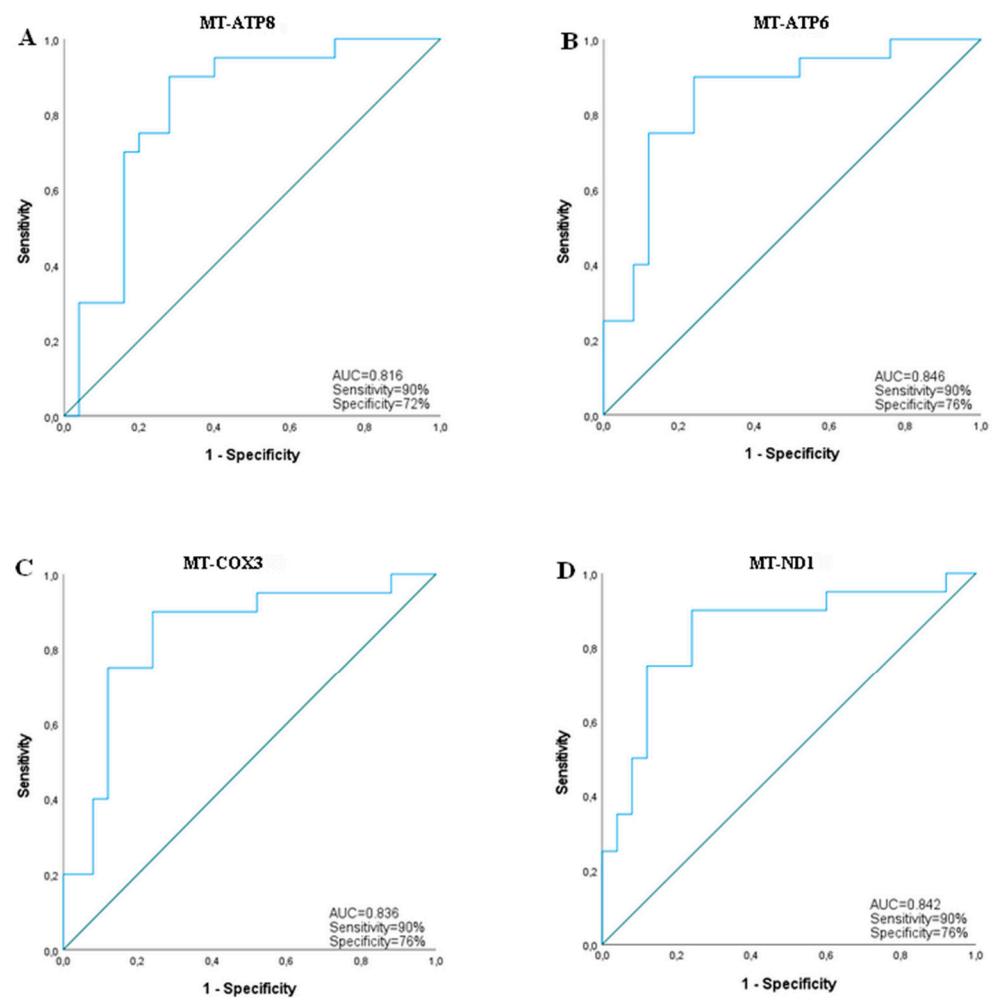 A
MT-ATP8
1,0
0,8
0,6
0,4
0,2
0,0
Sensitivity
AUC=0.816
Sensitivity=90%
Specificity=72%
0,0 0,2 0,4 0,6 0,8 1,0
1 - Specificity
B
MT-ATP6
1,0
0,8
0,6
0,4
0,2
0,0
Sensitivity
AUC=0.846
Sensitivity=90%
Specificity=76%
0,0 0,2 0,4 0,6 0,8 1,0
1 - Specificity
C
MT-COX3
1,0
0,8
0,6
0,4
0,2
0,0
Sensitivity
AUC=0.836
Sensitivity=90%
Specificity=76%
0,0 0,2 0,4 0,6 0,8 1,0
1 - Specificity
D
MT-ND1
1,0
0,8
0,6
0,4
0,2
0,0
Sensitivity
AUC=0.842
Sensitivity=90%
Specificity=76%
0,0 0,2 0,4 0,6 0,8 1,0
1 - Specificity